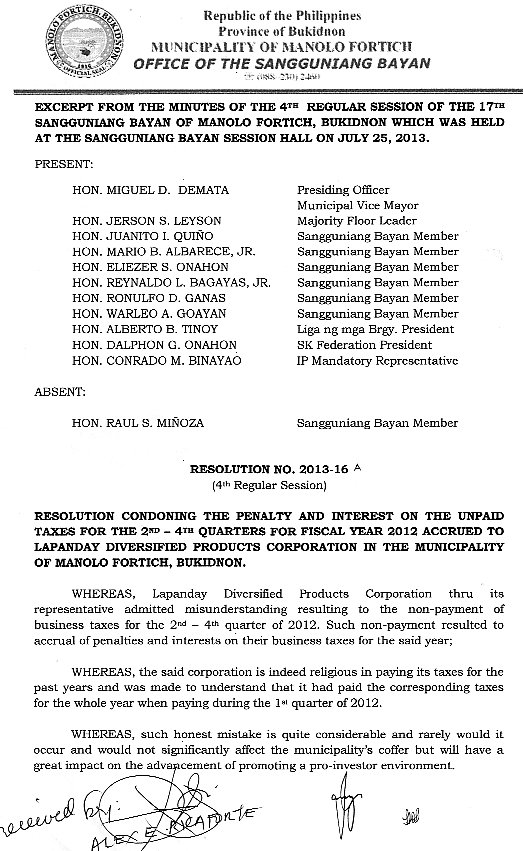 Republic of the Philippines
Province of Bukidnon
MUNICIPALITY OF MANOLO FORTICH
OFFICE OF THE SANGGUNIANG BAYAN
(088-230) 2460
MANOLO FORTICH, BUKIDNON
OFFICIAL SEAL
EXCERPT FROM THE MINUTES OF THE 4TH REGULAR SESSION OF THE 17TH
SANGGUNIANG BAYAN OF MANOLO FORTICH, BUKIDNON WHICH WAS HELD
AT THE SANGGUNIANG BAYAN SESSION HALL ON JULY 25, 2013.
PRESENT:
HON. MIGUEL D. DEMATA Presiding Officer
Municipal Vice Mayor
HON. JERSON S. LEYSON Majority Floor Leader
HON. JUANITO I. QUIÑO Sangguniang Bayan Member
HON. MARIO B. ALBARECE, JR. Sangguniang Bayan Member
HON. ELIEZER S. ONAHON Sangguniang Bayan Member
HON. REYNALDO L. BAGAYAS, JR. Sangguniang Bayan Member
HON. RONULFO D. GANAS Sangguniang Bayan Member
HON. WARLEO A. GOAYAN Sangguniang Bayan Member
HON. ALBERTO B. TINOY Liga ng mga Brgy. President
HON. DALPHON G. ONAHON SK Federation President
HON. CONRADO M. BINAYAO IP Mandatory Representative
ABSENT:
HON. RAUL S. MIÑOZA Sangguniang Bayan Member
RESOLUTION NO. 2013-16 A
(4th Regular Session)
RESOLUTION CONDONING THE PENALTY AND INTEREST ON THE UNPAID
TAXES FOR THE 2ND – 4TH QUARTERS FOR FISCAL YEAR 2012 ACCRUED TO
LAPANDAY DIVERSIFIED PRODUCTS CORPORATION IN THE MUNICIPALITY
OF MANOLO FORTICH, BUKIDNON.
WHEREAS, Lapanday Diversified Products Corporation thru its
representative admitted misunderstanding resulting to the non-payment of
business taxes for the 2nd – 4th quarter of 2012. Such non-payment resulted to
accrual of penalties and interests on their business taxes for the said year;
WHEREAS, the said corporation is indeed religious in paying its taxes for the
past years and was made to understand that it had paid the corresponding taxes
for the whole year when paying during the 1st quarter of 2012.
WHEREAS, such honest mistake is quite considerable and rarely would it
occur and would not significantly affect the municipality's coffer but will have a
great impact on the advancement of promoting a pro-investor environment.
received by:
ALEX E. RICAFORTE